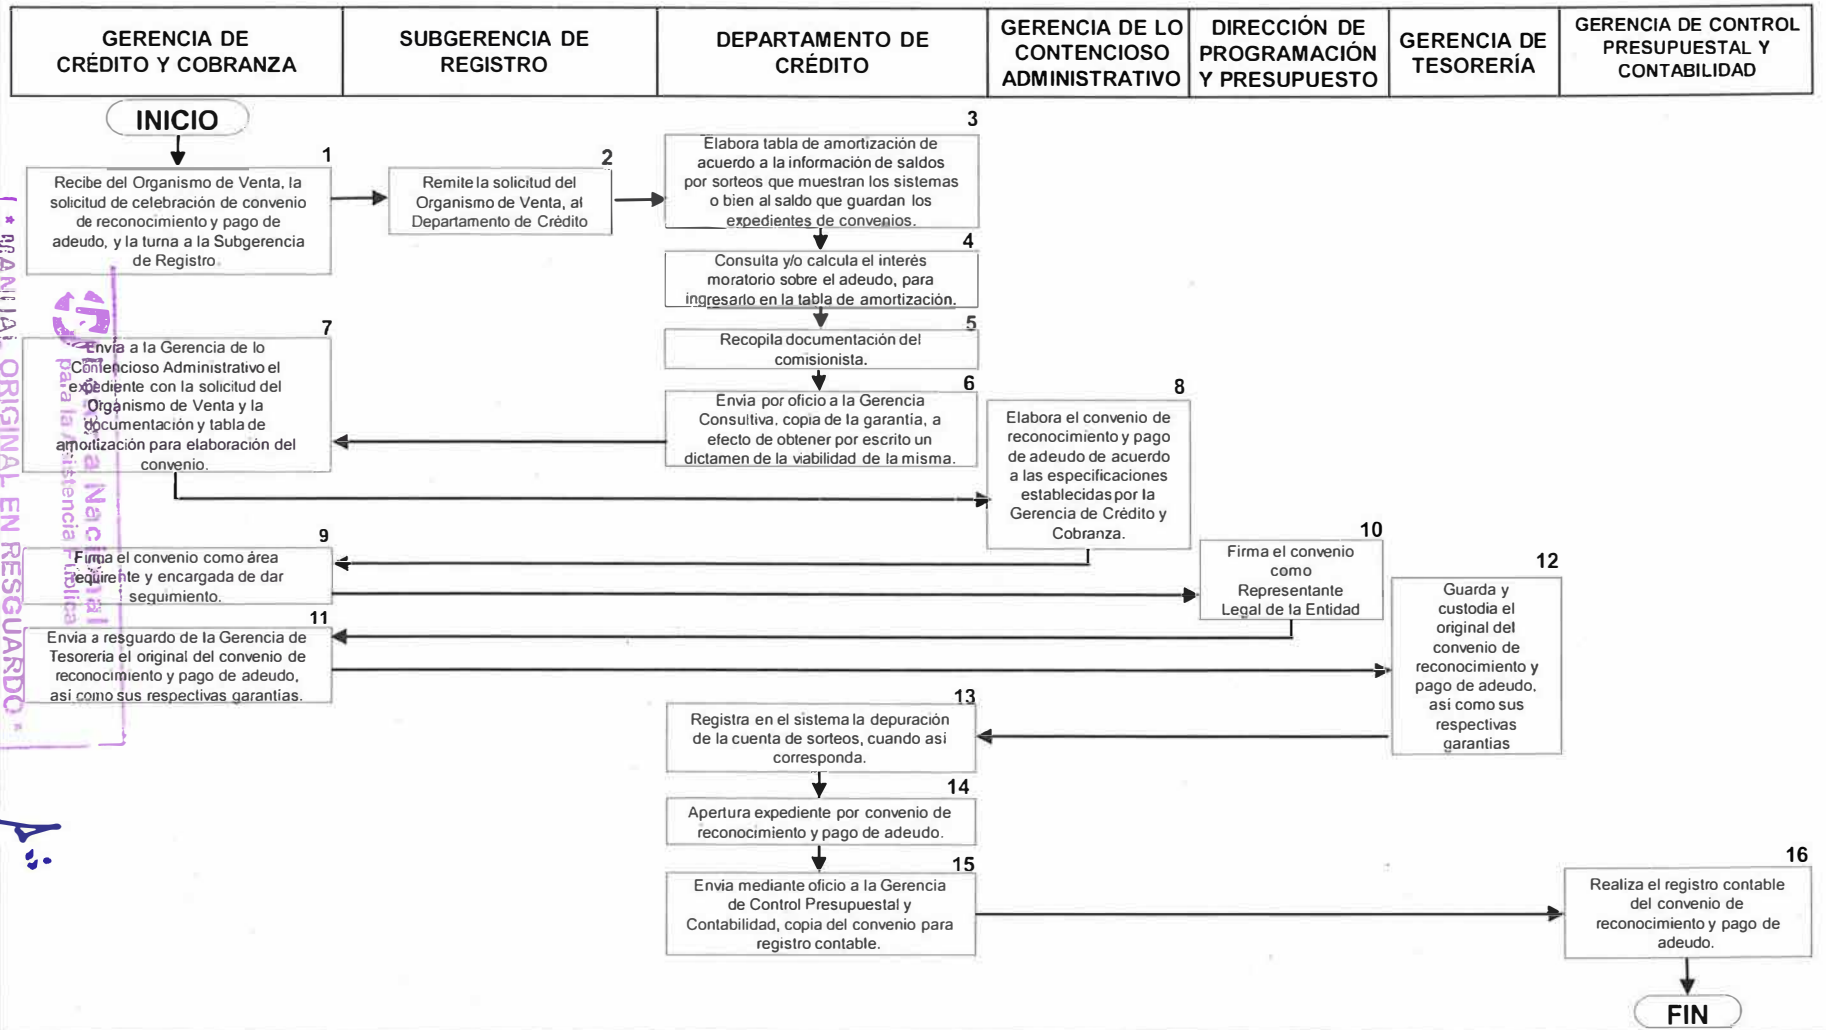 GERENCIA DE
CRÉDITO Y COBRANZA
SUBGERENCIA DE
REGISTRO
DEPARTAMENTO DE
CRÉDITO
GERENCIA DE LO
CONTENCIOSO
ADMINISTRATIVO
DIRECCIÓN DE
PROGRAMACIÓN
Y PRESUPUESTO
GERENCIA DE
TESORERÍA
GERENCIA DE CONTROL
PRESUPUESTAL Y
CONTABILIDAD
INICIO
1
Recibe del Organismo de Venta, la
solicitud de celebración de convenio
de reconocimiento y pago de
adeudo, y la turna a la Subgerencia
de Registro.
2
Remite la solicitud del
Organismo de Venta, al
Departamento de Crédito
3
Elabora tabla de amortización de
acuerdo a la información de saldos
por sorteos que muestran los sistemas
o bien al saldo que guardan los
expedientes de convenios.
4
Consulta y/o calcula el interés
moratorio sobre el adeudo, para
ingresarlo en la tabla de amortización.
5
Recopila documentación del
comisionista.
6
Envía por oficio a la Gerencia
Consultiva. copia de la garantía, a
efecto de obtener por escrito un
dictamen de la viabilidad de la misma.
7
Envía a la Gerencia de lo
Contencioso Administrativo el
expediente con la solicitud del
Organismo de Venta y la
documentación y tabla de
amortización para elaboración del
convenio.
8
Elabora el convenio de
reconocimiento y pago
de adeudo de acuerdo
a las especificaciones
establecidas por la
Gerencia de Crédito y
Cobranza.
9
Firma el convenio como área
requirente y encargada de dar
seguimiento.
10
Firma el convenio
como
Representante
Legal de la Entidad
11
Envia a resguardo de la Gerencia de
Tesorería el original del convenio de
reconocimiento y pago de adeudo,
asi como sus respectivas garantías.
12
Guarda y
custodia el
original del
convenio de
reconocimiento y
pago de adeudo,
asi como sus
respectivas
garantias
13
Registra en el sistema la depuración
de la cuenta de sorteos, cuando asi
corresponda.
14
Apertura expediente por convenio de
reconocimiento y pago de adeudo.
15
Envia mediante oficio a la Gerencia
de Control Presupuestal y
Contabilidad, copia del convenio para
registro contable.
16
Realiza el registro contable
del convenio de
reconocimiento y pago de
adeudo.
FIN
Nacional
para la Asistencia Pública
* MANUAL ORIGINAL EN RESGUARDO *